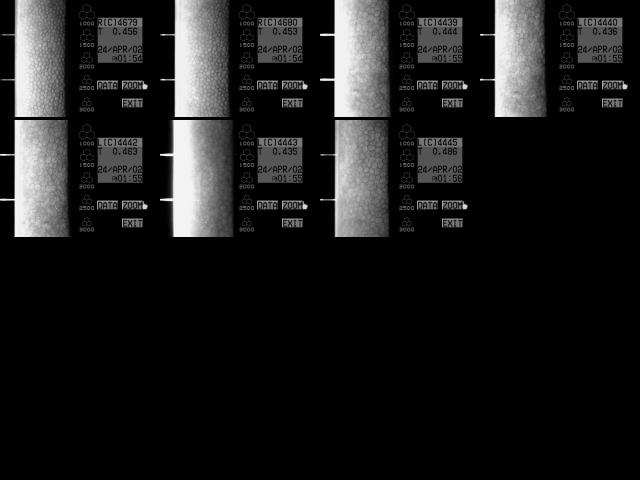 R(C)4679
T 0.456
24/APR/02
PM01:54
DATA ZOOM
EXIT
1000
1500
2000
2500
3000
R(C)4680
T 0.453
24/APR/02
PM01:54
DATA ZOOM
EXIT
1000
1500
2000
2500
3000
L(C)4439
T 0.444
24/APR/02
PM01:55
DATA ZOOM
EXIT
1000
1500
2000
2500
3000
L(C)4440
T 0.436
24/APR/02
PM01:55
DATA ZOOM
EXIT
1000
1500
2000
2500
3000
L(C)4442
T 0.463
24/APR/02
PM01:55
DATA ZOOM
EXIT
1000
1500
2000
2500
3000
L(C)4443
T 0.435
24/APR/02
PM01:55
DATA ZOOM
EXIT
1000
1500
2000
2500
3000
L(C)4445
T 0.486
24/APR/02
PM01:56
DATA ZOOM
EXIT
1000
1500
2000
2500
3000